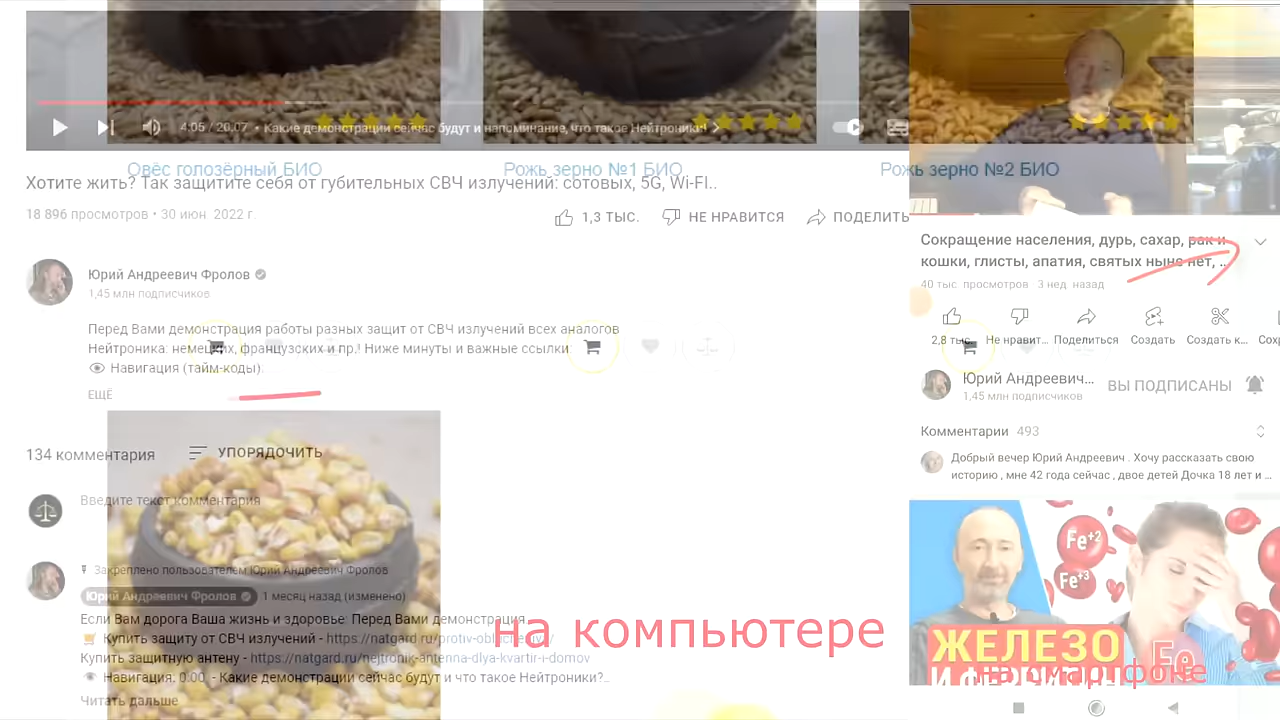 4:05 / 20:07 • Какие демонстрации сейчас будут и напоминание, что такое Нейтроники!
Овёс голозёрный БИО
Рожь зерно №1 БИО
Рожь зерно №2 БИО
Хотите жить? Так защитите себя от губительных СВЧ излучений: сотовых, 5G, Wi-FI..
18 896 просмотров • 30 июн 2022 г.
1,3 ТЫС.
НЕ НРАВИТСЯ
ПОДЕЛИТЬ
Юрий Андреевич Фролов
1,45 млн подписчиков
Перед Вами демонстрация работы разных защит от СВЧ излучений всех аналогов
Нейтроника: немецких, французских и пр.! Ниже минуты и важные ссылки:
Навигация (тайм-коды):
ЕЩЁ
134 комментария
УПОРЯДОЧИТЬ
Введите текст комментария
Закреплено пользователем Юрий Андреевич Фролов
Юрий Андреевич Фролов
1 месяц назад (изменено)
Если Вам дорога Ваша жизнь и здоровье: Перед Вами демонстрация
Купить защиту от СВЧ излучений - https://natgard.ru/protiv-obl
Купить защитную антену - https://natgard.ru/nejtronik-antenna-dlya-kvartir-i-domov
Навигация: 0:00 - Какие демонстрации сейчас будут и что такое Нейтроники?..
Читать дальше
на компьютере
Сокращение населения, дурь, сахар, рак и
кошки, глисты, апатия, святых ныне нет, ...
40 тыс. просмотров 3 нед. назад
2,8 тыс.
Не нравит...
Поделиться
Создать
Создать к...
Сохр
Юрий Андреевич...
1,45 млн подписчиков
ВЫ ПОДПИСАНЫ
Комментарии 493
Добрый вечер Юрий Андреевич . Хочу рассказать свою
историю , мне 42 года сейчас , двое детей Дочка 18 лет и ...
Fe+2
Fe+3
ЖЕЛЕЗО
Fe